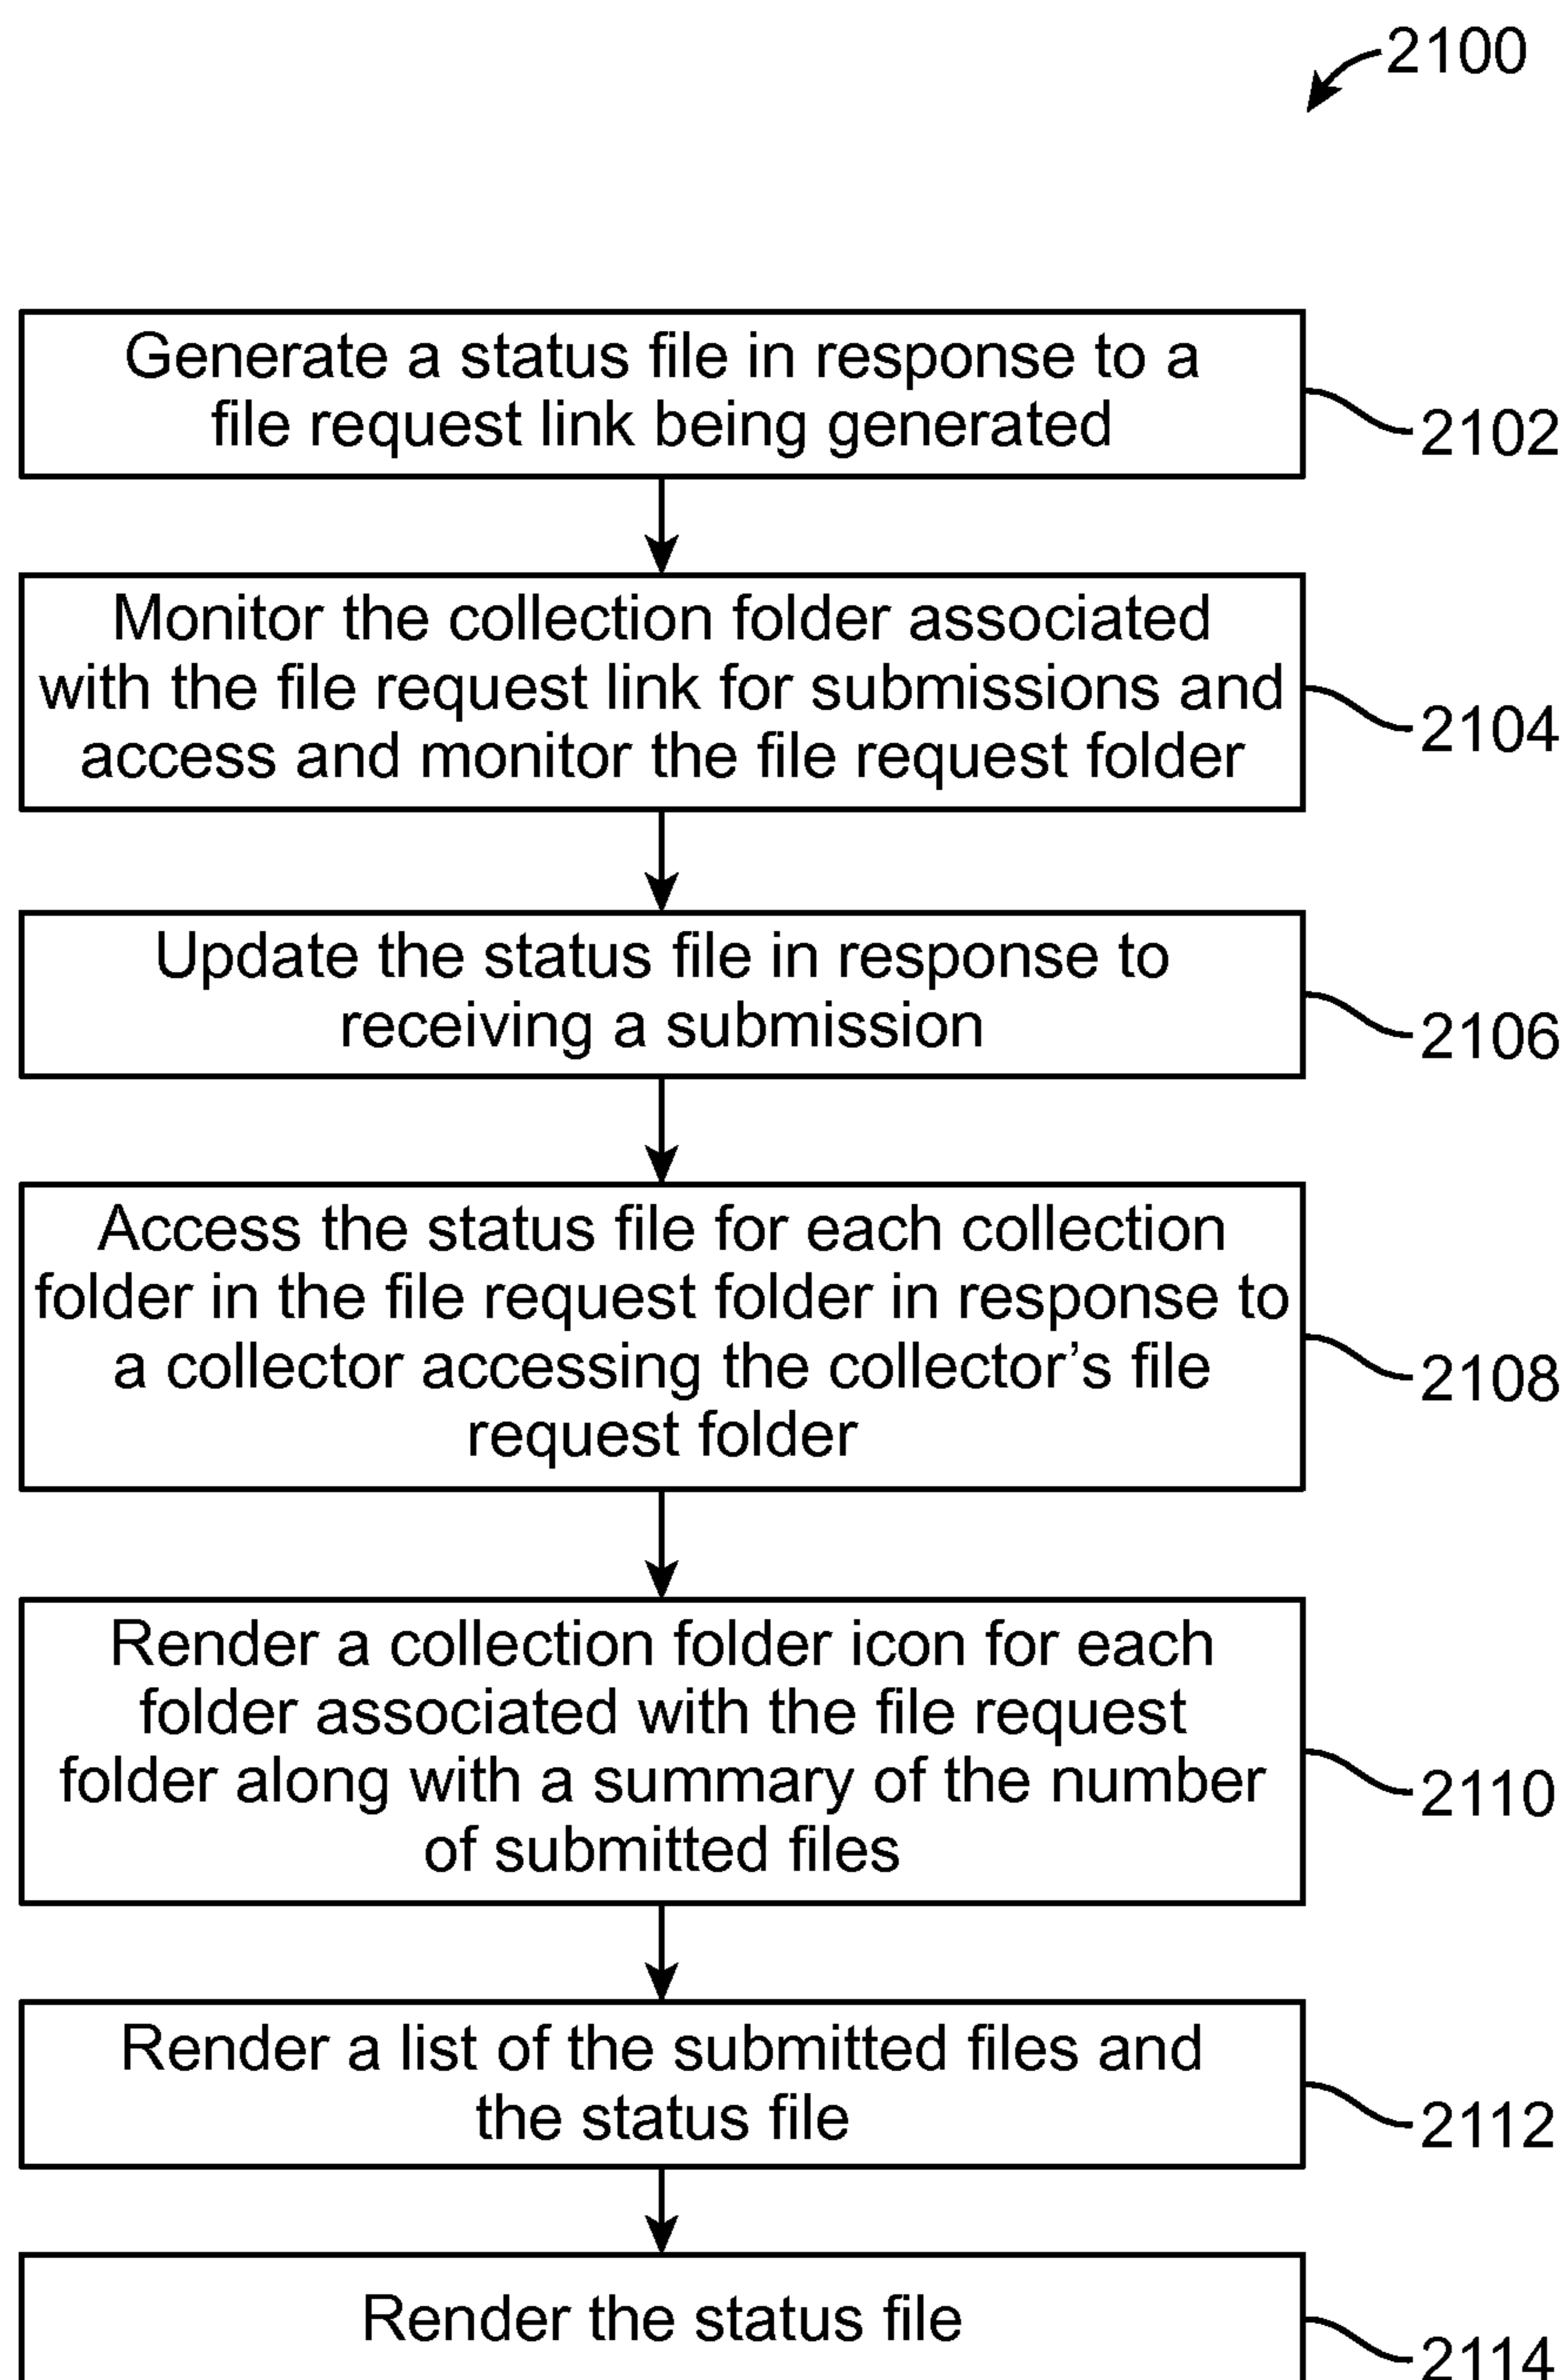 2100
Generate a status file in response to a
file request link being generated
2102
Monitor the collection folder associated
with the file request link for submissions and
access and monitor the file request folder
2104
Update the status file in response to
receiving a submission
2106
Access the status file for each collection
folder in the file request folder in response to
a collector accessing the collector’s file
request folder
2108
Render a collection folder icon for each
folder associated with the file request
folder along with a summary of the number
of submitted files
2110
Render a list of the submitted files and
the status file
2112
Render the status file
2114